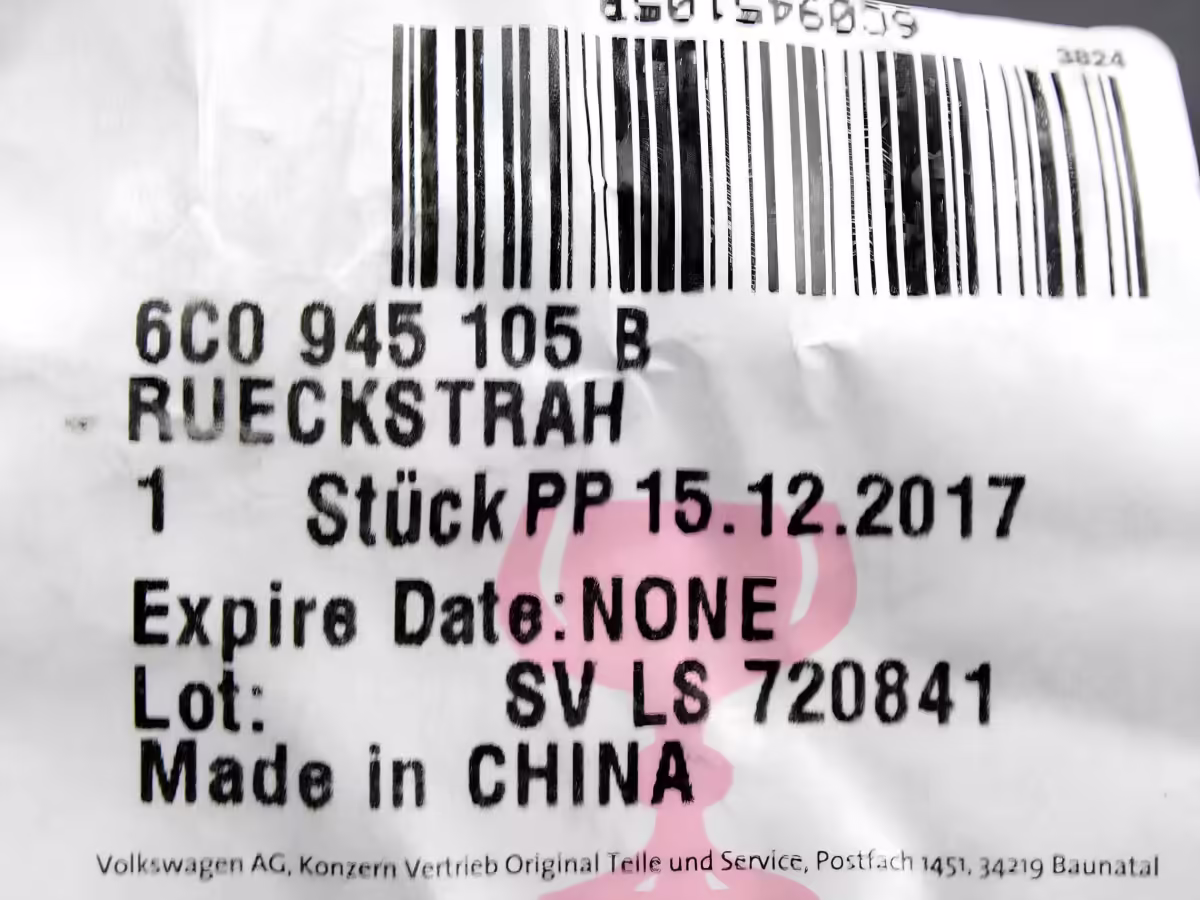 6C0945105B
3824
6C0 945 105 B
RUECKSTRAH
1 Stück PP 15.12.2017
Expire Date:NONE
Lot: SV LS 720841
Made in CHINA
Volkswagen AG, Konzern Vertrieb Original Teile und Service, Postfach 1451, 34219 Baunatal